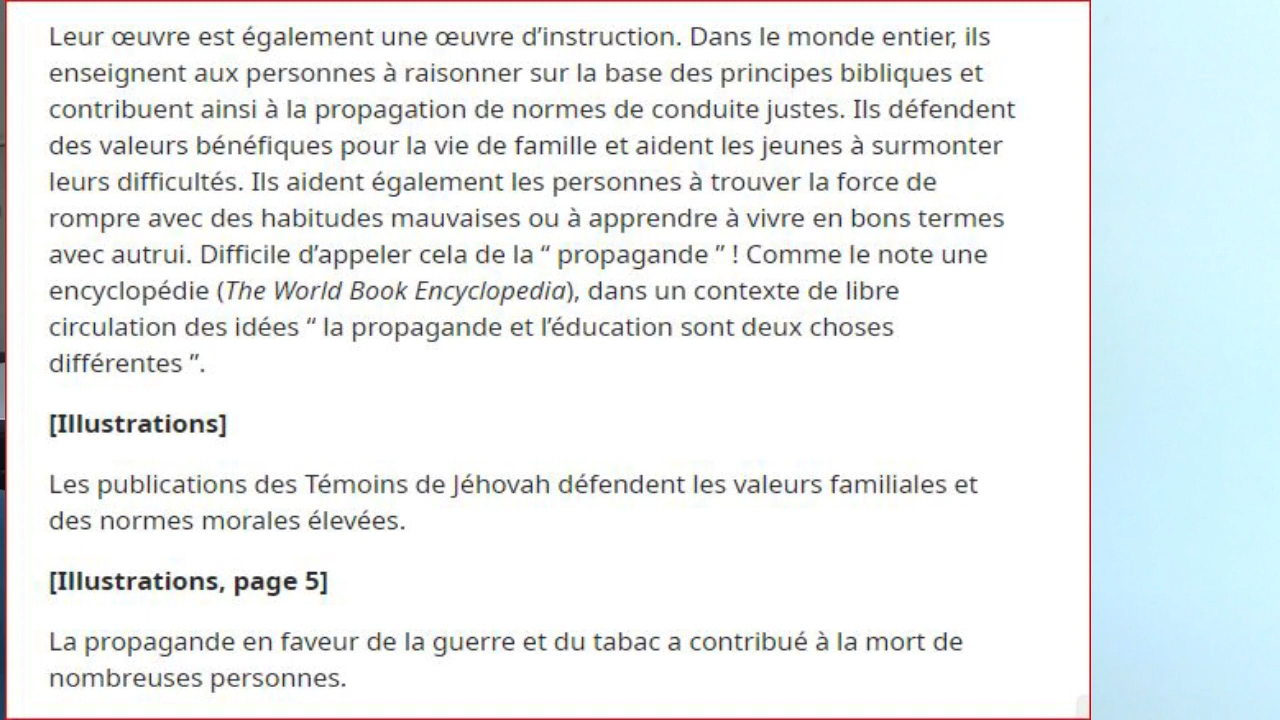 Leur œuvre est également une œuvre d’instruction. Dans le monde entier, ils
enseignent aux personnes à raisonner sur la base des principes bibliques et
contribuent ainsi à la propagation de normes de conduite justes. Ils défendent
des valeurs bénéfiques pour la vie de famille et aident les jeunes à surmonter
leurs difficultés. Ils aident également les personnes à trouver la force de
rompre avec des habitudes mauvaises ou à apprendre à vivre en bons termes
avec autrui. Difficile d’appeler cela de la “ propagande ” ! Comme le note une
encyclopédie (The World Book Encyclopedia), dans un contexte de libre
circulation des idées “ la propagande et l’éducation sont deux choses
différentes ”.
[Illustrations]
Les publications des Témoins de Jéhovah défendent les valeurs familiales et
des normes morales élevées.
[Illustrations, page 5]
La propagande en faveur de la guerre et du tabac a contribué à la mort de
nombreuses personnes.